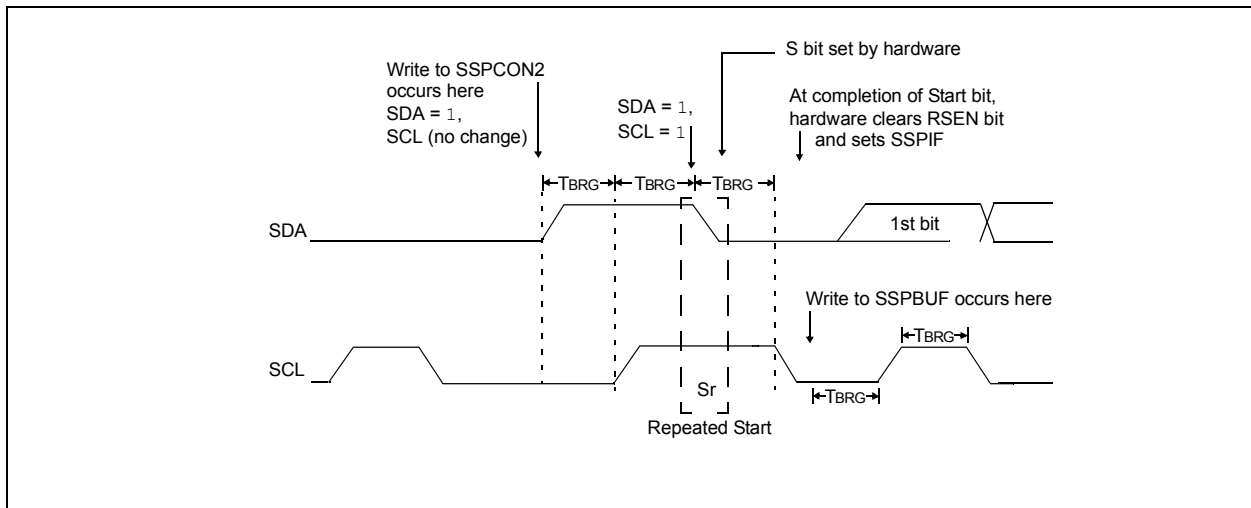 S bit set by hardware
Write to SSPCON2
occurs here
SDA = 1,
SCL (no change)
SDA = 1,
SCL = 1
At completion of Start bit,
hardware clears RSEN bit
and sets SSPIF
TBRG TBRG TBRG
SDA
1st bit
Write to SSPBUF occurs here
TBRG
SCL
Sr
TBRG
Repeated Start